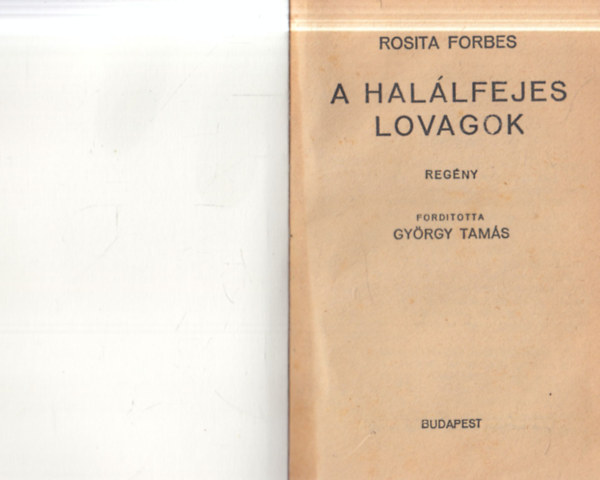 ROSITA FORBES
A HALÁLFEJES
LOVAGOK
REGÉNY
FORDITOTTA
GYÖRGY TAMÁS
BUDAPEST